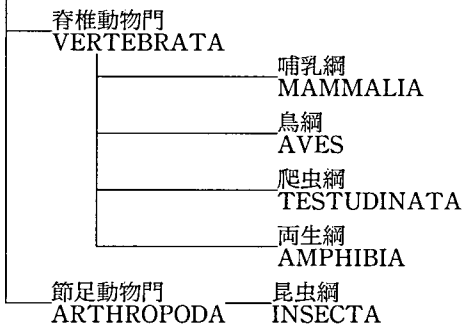 脊椎動物門
VERTEBRATA
哺乳綱
MAMMALIA
鳥綱
AVES
爬虫綱
TESTUDINATA
両生綱
AMPHIBIA
節足動物門
ARTHROPODA
昆虫綱
INSECTA